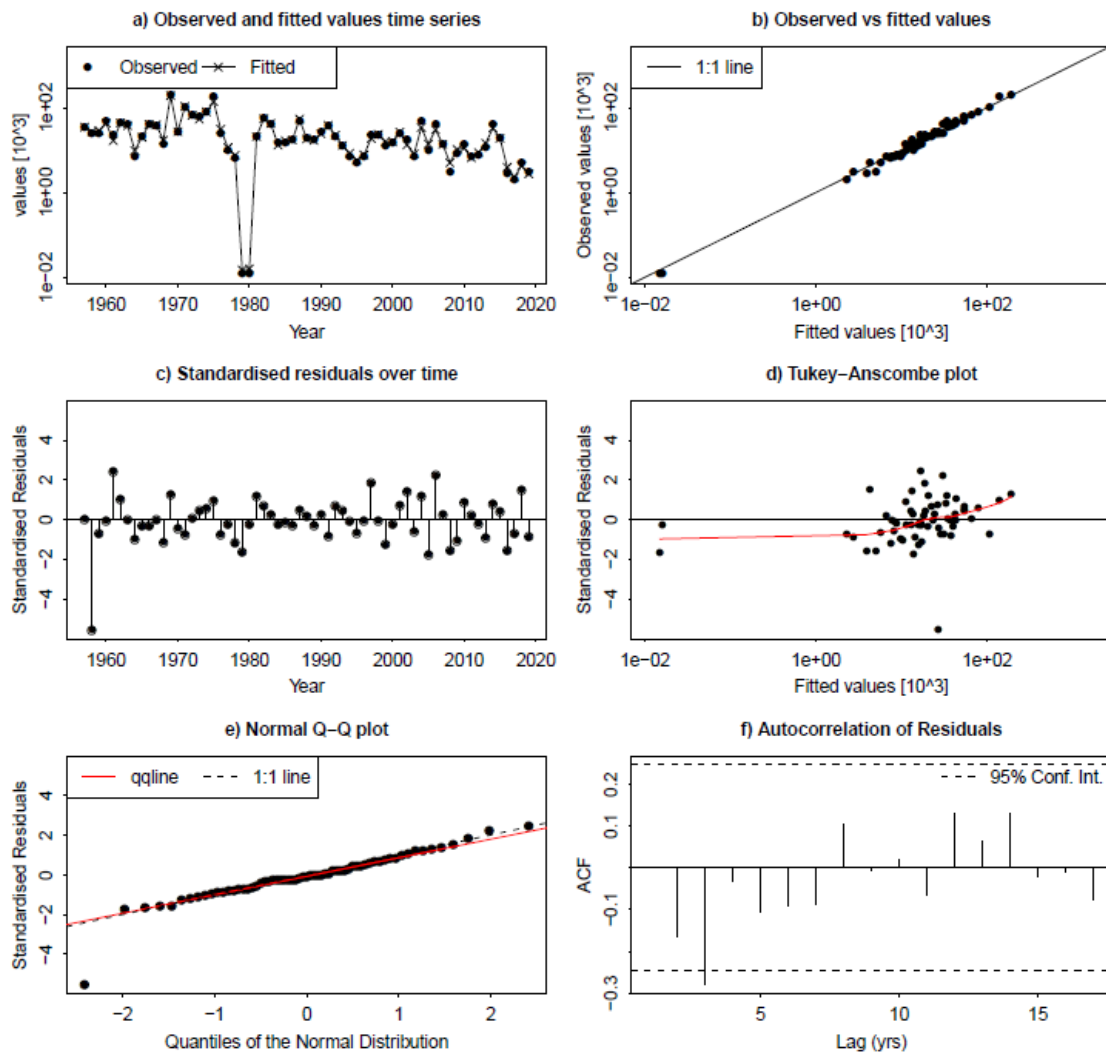 a) Observed and fitted values time series
Observed Fitted
values [10^3]
1e+02
1e+00
1e-02
1960 1970 1980 1990 2000 2010 2020
Year
b) Observed vs fitted values
1:1 line
Observed values [10^3]
1e+02
1e+00
1e-02
1e-02 1e+00 1e+02
Fitted values [10^3]
c) Standardised residuals over time
Standardised Residuals
4
2
0
-2
-4
1960 1970 1980 1990 2000 2010 2020
Year
d) Tukey-Anscombe plot
Standardised Residuals
4
2
0
-2
-4
1e-02 1e+00 1e+02
Fitted values [10^3]
e) Normal Q-Q plot
qqline 1:1 line
Standardised Residuals
4
2
0
-2
-4
-2 -1 0 1 2
Quantiles of the Normal Distribution
f) Autocorrelation of Residuals
95% Conf. Int.
ACF
0.2
0.1
-0.1
-0.3
5 10 15
Lag (yrs)